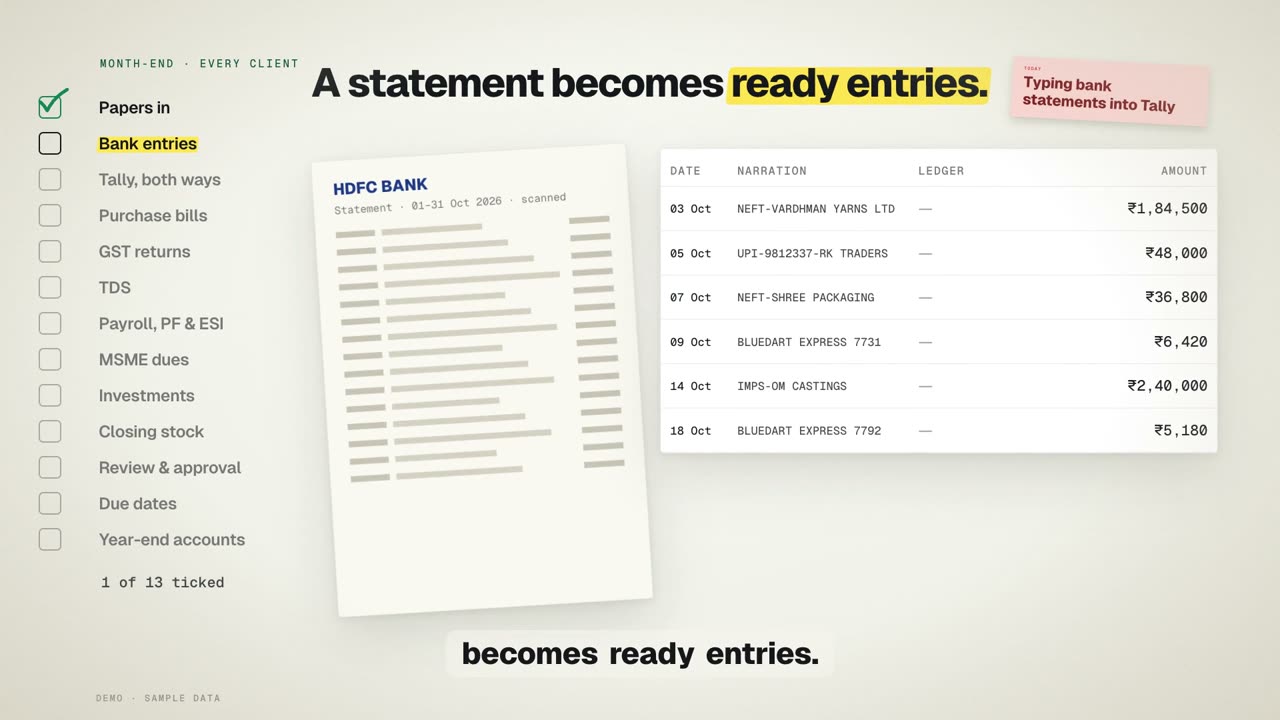 MONTH-END · EVERY CLIENT
Papers in
Bank entries
Tally, both ways
Purchase bills
GST returns
TDS
Payroll, PF & ESI
MSME dues
Investments
Closing stock
Review & approval
Due dates
Year-end accounts
1 of 13 ticked
A statement becomes ready entries.
TODAY
Typing bank
statements into Tally
HDFC BANK
Statement · 01-31 Oct 2026 · scanned
DATE NARRATION LEDGER AMOUNT
03 Oct NEFT-VARDHMAN YARNS LTD — ₹1,84,500
05 Oct UPI-9812337-RK TRADERS — ₹48,000
07 Oct NEFT-SHREE PACKAGING — ₹36,800
09 Oct BLUEDART EXPRESS 7731 — ₹6,420
14 Oct IMPS-OM CASTINGS — ₹2,40,000
18 Oct BLUEDART EXPRESS 7792 — ₹5,180
becomes ready entries.
DEMO · SAMPLE DATA